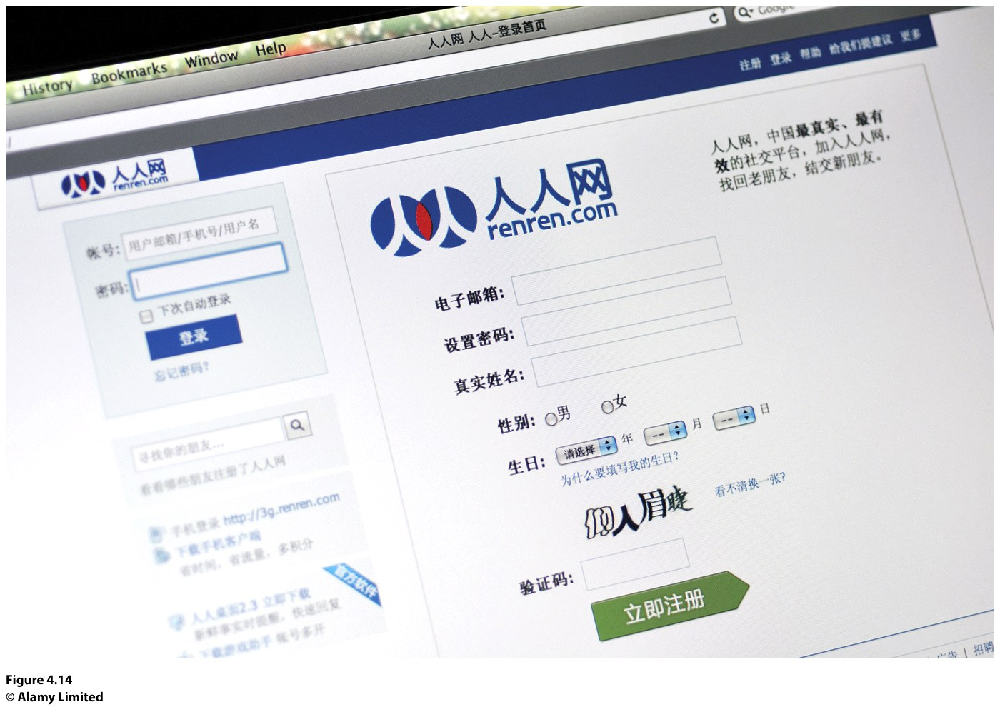 History Bookmarks Window Help
人人网 人人-登录首页
Google
注册 登录 帮助 给我们提建议 更多
人人网
renren.com
帐号: 用户邮箱/手机号/用户名
密码:
下次自动登录
登录
忘记密码?
寻找你的朋友...
看看哪些朋友注册了人人网
手机登录 http://3g.renren.com
下载手机客户端
省时间，省流量，多积分
官方软件
人人桌面2.3 立即下载
新鲜事实时提醒，快速回复
下载游戏助手 帐号多开
人人网
renren.com
人人网，中国最真实、最有
效的社交平台，加入人人网，
找回老朋友，结交新朋友。
电子邮箱:
设置密码:
真实姓名:
性别: 男 女
生日: 请选择 年 -- 月 -- 日
为什么要填写我的生日?
人眉睫
看不清换一张?
验证码:
立即注册
广告 | 招聘
Figure 4.14
© Alamy Limited